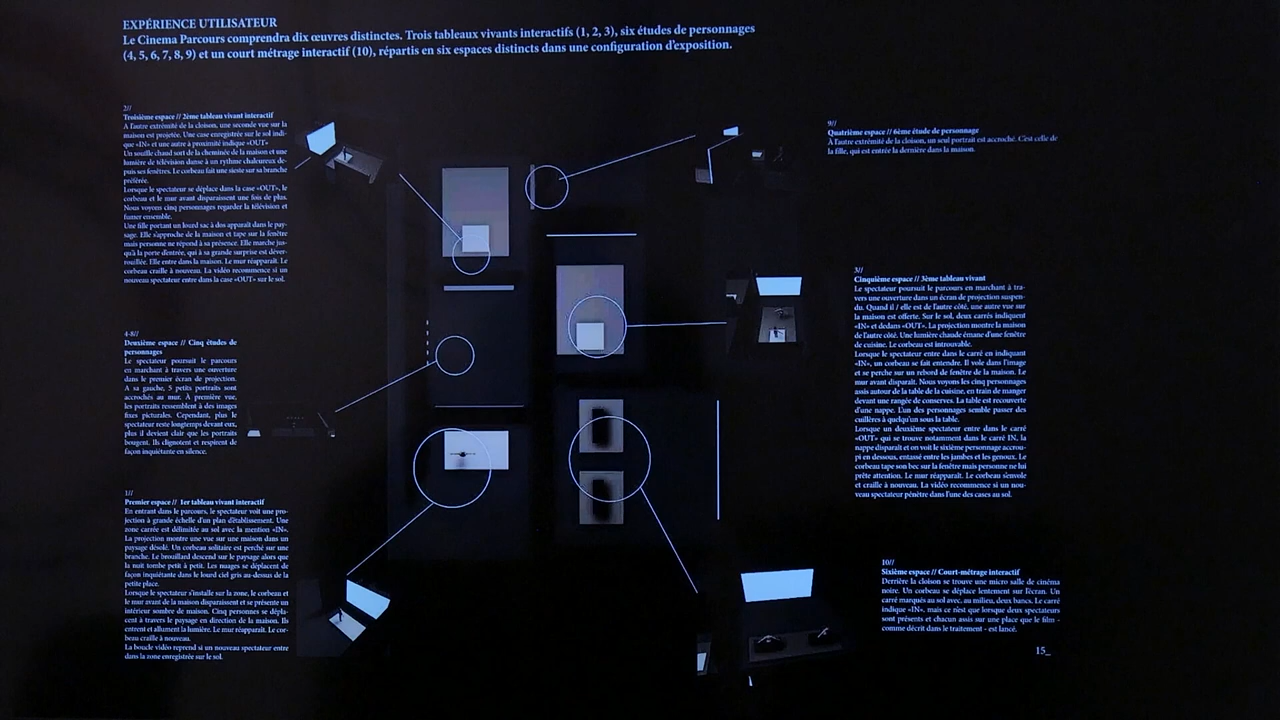 EXPÉRIENCE UTILISATEUR
Le Cinema Parcours comprendra dix œuvres distinctes. Trois tableaux vivants interactifs (1, 2, 3), six études de personnages
(4, 5, 6, 7, 8, 9) et un court métrage interactif (10), répartis en six espaces distincts dans une configuration d'exposition.
2//
Troisième espace // 2ème tableau vivant interactif
À l'autre extrémité de la cloison, une seconde vue sur la
maison est projetée. Une case enregistrée sur le sol indi-
que «IN» et une autre à proximité indique «OUT»
Un souffle chaud sort de la cheminée de la maison et une
lumière de télévision danse à un rythme chaleureux de-
puis ses fenêtres. Le corbeau fait une sieste sur sa branche
préférée.
Lorsque le spectateur se déplace dans la case «OUT», le
corbeau et le mur avant disparaissent une fois de plus.
Nous voyons cinq personnages regarder la télévision et
fumer ensemble.
Une fille portant un lourd sac à dos apparaît dans le pay-
sage. Elle s'approche de la maison et tape sur la fenêtre
mais personne ne répond à sa présence. Elle marche jus-
qu'à la porte d'entrée, qui à sa grande surprise est déver-
rouillée. Elle entre dans la maison. Le mur réapparaît. Le
corbeau craille à nouveau. La vidéo recommence si un
nouveau spectateur entre dans la case «OUT» sur le sol.
4-8//
Deuxième espace // Cinq études de
personnages
Le spectateur poursuit le parcours
en marchant à travers une ouverture
dans le premier écran de projection.
A sa gauche, 5 petits portraits sont
accrochés au mur. À première vue,
les portraits ressemblent à des images
fixes picturales. Cependant, plus le
spectateur reste longtemps devant eux,
plus il devient clair que les portraits
bougent. Ils clignotent et respirent de
façon inquiétante en silence.
1//
Premier espace // 1er tableau vivant interactif
En entrant dans le parcours, le spectateur voit une pro-
jection à grande échelle d'un plan d'établissement. Une
zone carrée est délimitée au sol avec la mention «IN».
La projection montre une vue sur une maison dans un
paysage désolé. Un corbeau solitaire est perché sur une
branche. Le brouillard descend sur le paysage alors que
la nuit tombe petit à petit. Les nuages se déplacent de
façon inquiétante dans le lourd ciel gris au-dessus de la
petite place.
Lorsque le spectateur s'installe sur la zone, le corbeau et
le mur avant de la maison disparaissent et se présente un
intérieur sombre de maison. Cinq personnes se dépla-
cent à travers le paysage en direction de la maison. Ils
entrent et allument la lumière. Le mur réapparaît. Le cor-
beau craille à nouveau.
La boucle vidéo reprend si un nouveau spectateur entre
dans la zone enregistrée sur le sol.
9//
Quatrième espace // 6ème étude de personnage
À l'autre extrémité de la cloison, un seul portrait est accroché. C'est celle de
la fille, qui est entrée la dernière dans la maison.
3//
Cinquième espace // 3ème tableau vivant
Le spectateur poursuit le parcours en marchant à tra-
vers une ouverture dans un écran de projection suspen-
du. Quand il / elle est de l'autre côté, une autre vue sur
la maison est offerte. Sur le sol, deux carrés indiquent
«IN» et dedans «OUT». La projection montre la maison
de l'autre côté. Une lumière chaude émane d'une fenêtre
de cuisine. Le corbeau est introuvable.
Lorsque le spectateur entre dans le carré en indiquant
«IN», un corbeau se fait entendre. Il vole dans l'image
et se perche sur un rebord de fenêtre de la maison. Le
mur avant disparaît. Nous voyons les cinq personnages
assis autour de la table de la cuisine, en train de manger
devant une rangée de conserves. La table est recouverte
d'une nappe. L'un des personnages semble passer des
cuillères à quelqu'un sous la table.
Lorsque un deuxième spectateur entre dans le carré
«OUT» qui se trouve notamment dans le carré IN, la
nappe disparaît et on voit le sixième personnage accrou-
pi en dessous, entassé entre les jambes et les genoux. Le
corbeau tape son bec sur la fenêtre mais personne ne lui
prête attention. Le mur réapparaît. Le corbeau s'envole
et craille à nouveau. La vidéo recommence si un nou-
veau spectateur pénètre dans l'une des cases au sol.
10//
Sixième espace // Court-métrage interactif
Derrière la cloison se trouve une micro salle de cinéma
noire. Un corbeau se déplace lentement sur l'écran. Un
carré marqués au sol avec, au milieu, deux bancs. Le carré
indique «IN», mais ce n'est que lorsque deux spectateurs
sont présents et chacun assis sur une place que le film -
comme décrit dans le traitement - est lancé.
15_